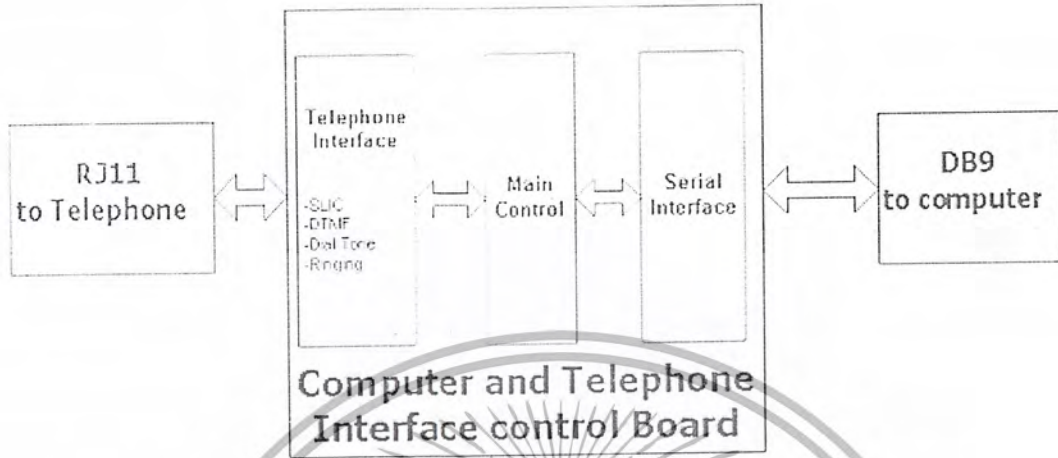 RJ11
to Telephone
Telephone
Interface
-SLIC
-DTMF
-Dial Tone
-Ringing
Main
Control
Serial
Interface
DB9
to computer
Computer and Telephone
Interface control Board